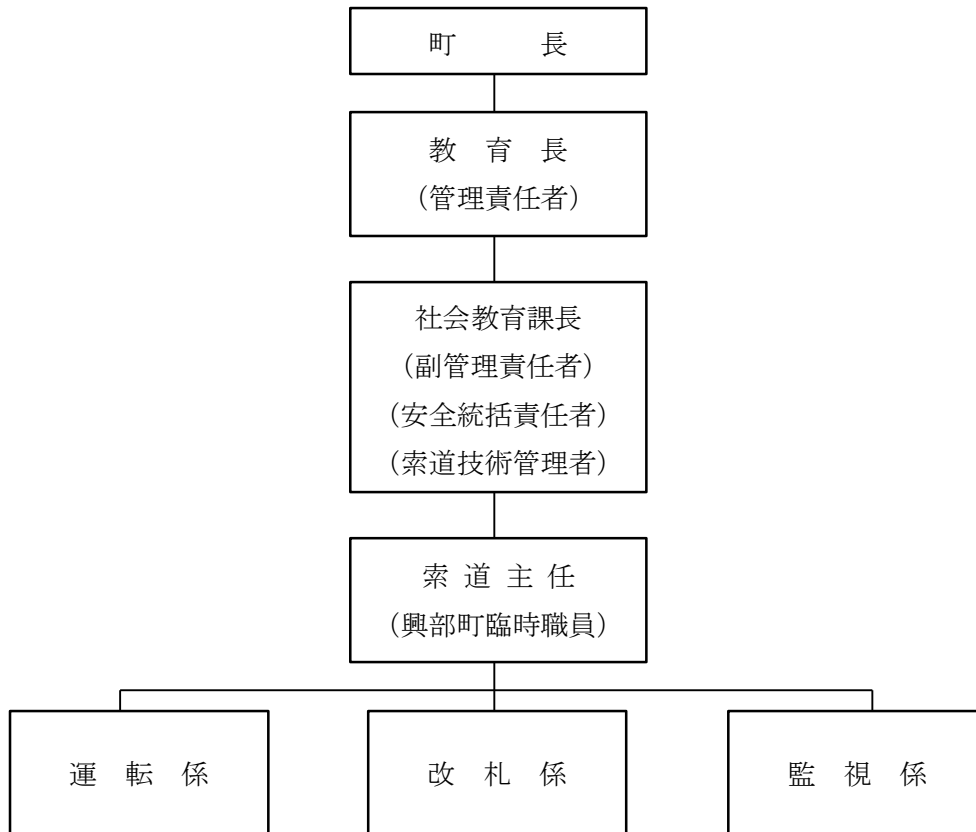 町　　　長
教　育　長
（管理責任者）
社会教育課長
（副管理責任者）
（安全統括責任者）
（索道技術管理者）
索 道 主 任
（興部町臨時職員）
運　転　係
改　札　係
監　視　係